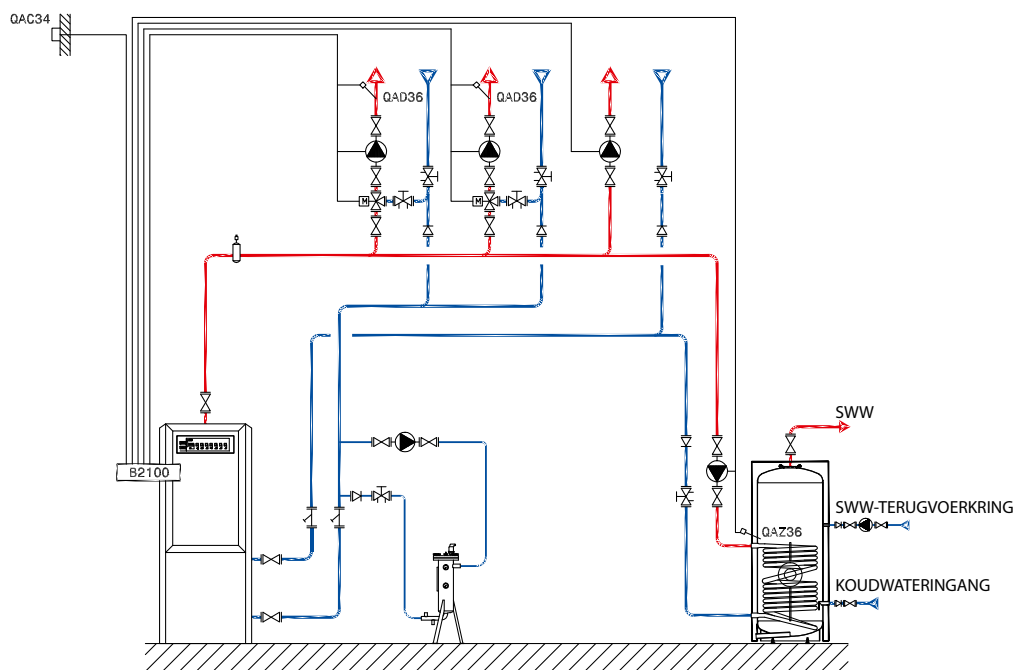 QAC34
QAD36
QAD36
M
M
SWW
B2100
SWW-TERUGVOERKRING
QAZ36
KOUDWATERINGANG